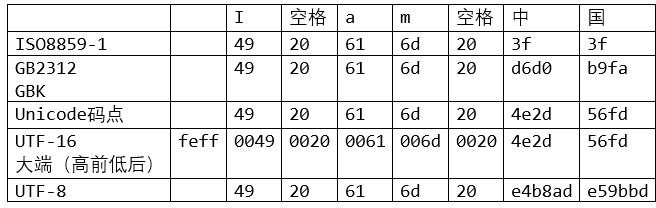 I 空格 a m 空格 中 国
ISO8859-1 49 20 61 6d 20 3f 3f
GB2312 49 20 61 6d 20 d6d0 b9fa
GBK
Unicode码点 49 20 61 6d 20 4e2d 56fd
UTF-16 feff 0049 0020 0061 006d 0020 4e2d 56fd
大端（高前低后）
UTF-8 49 20 61 6d 20 e4b8ad e59bbd